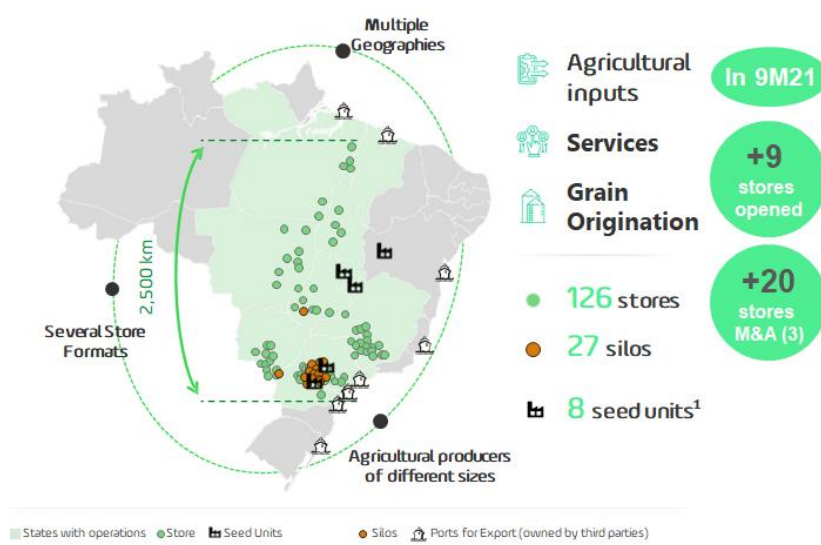 Multiple
Geographies
2,500 km
Several Store
Formats
Agricultural producers
of different sizes
Agricultural
inputs
Services
Grain
Origination
126 stores
27 silos
8 seed units¹
In 9M21
+9
stores
opened
+20
stores
M&A (3)
States with operations
Store
Seed Units
Silos
Ports for Export (owned by third parties)